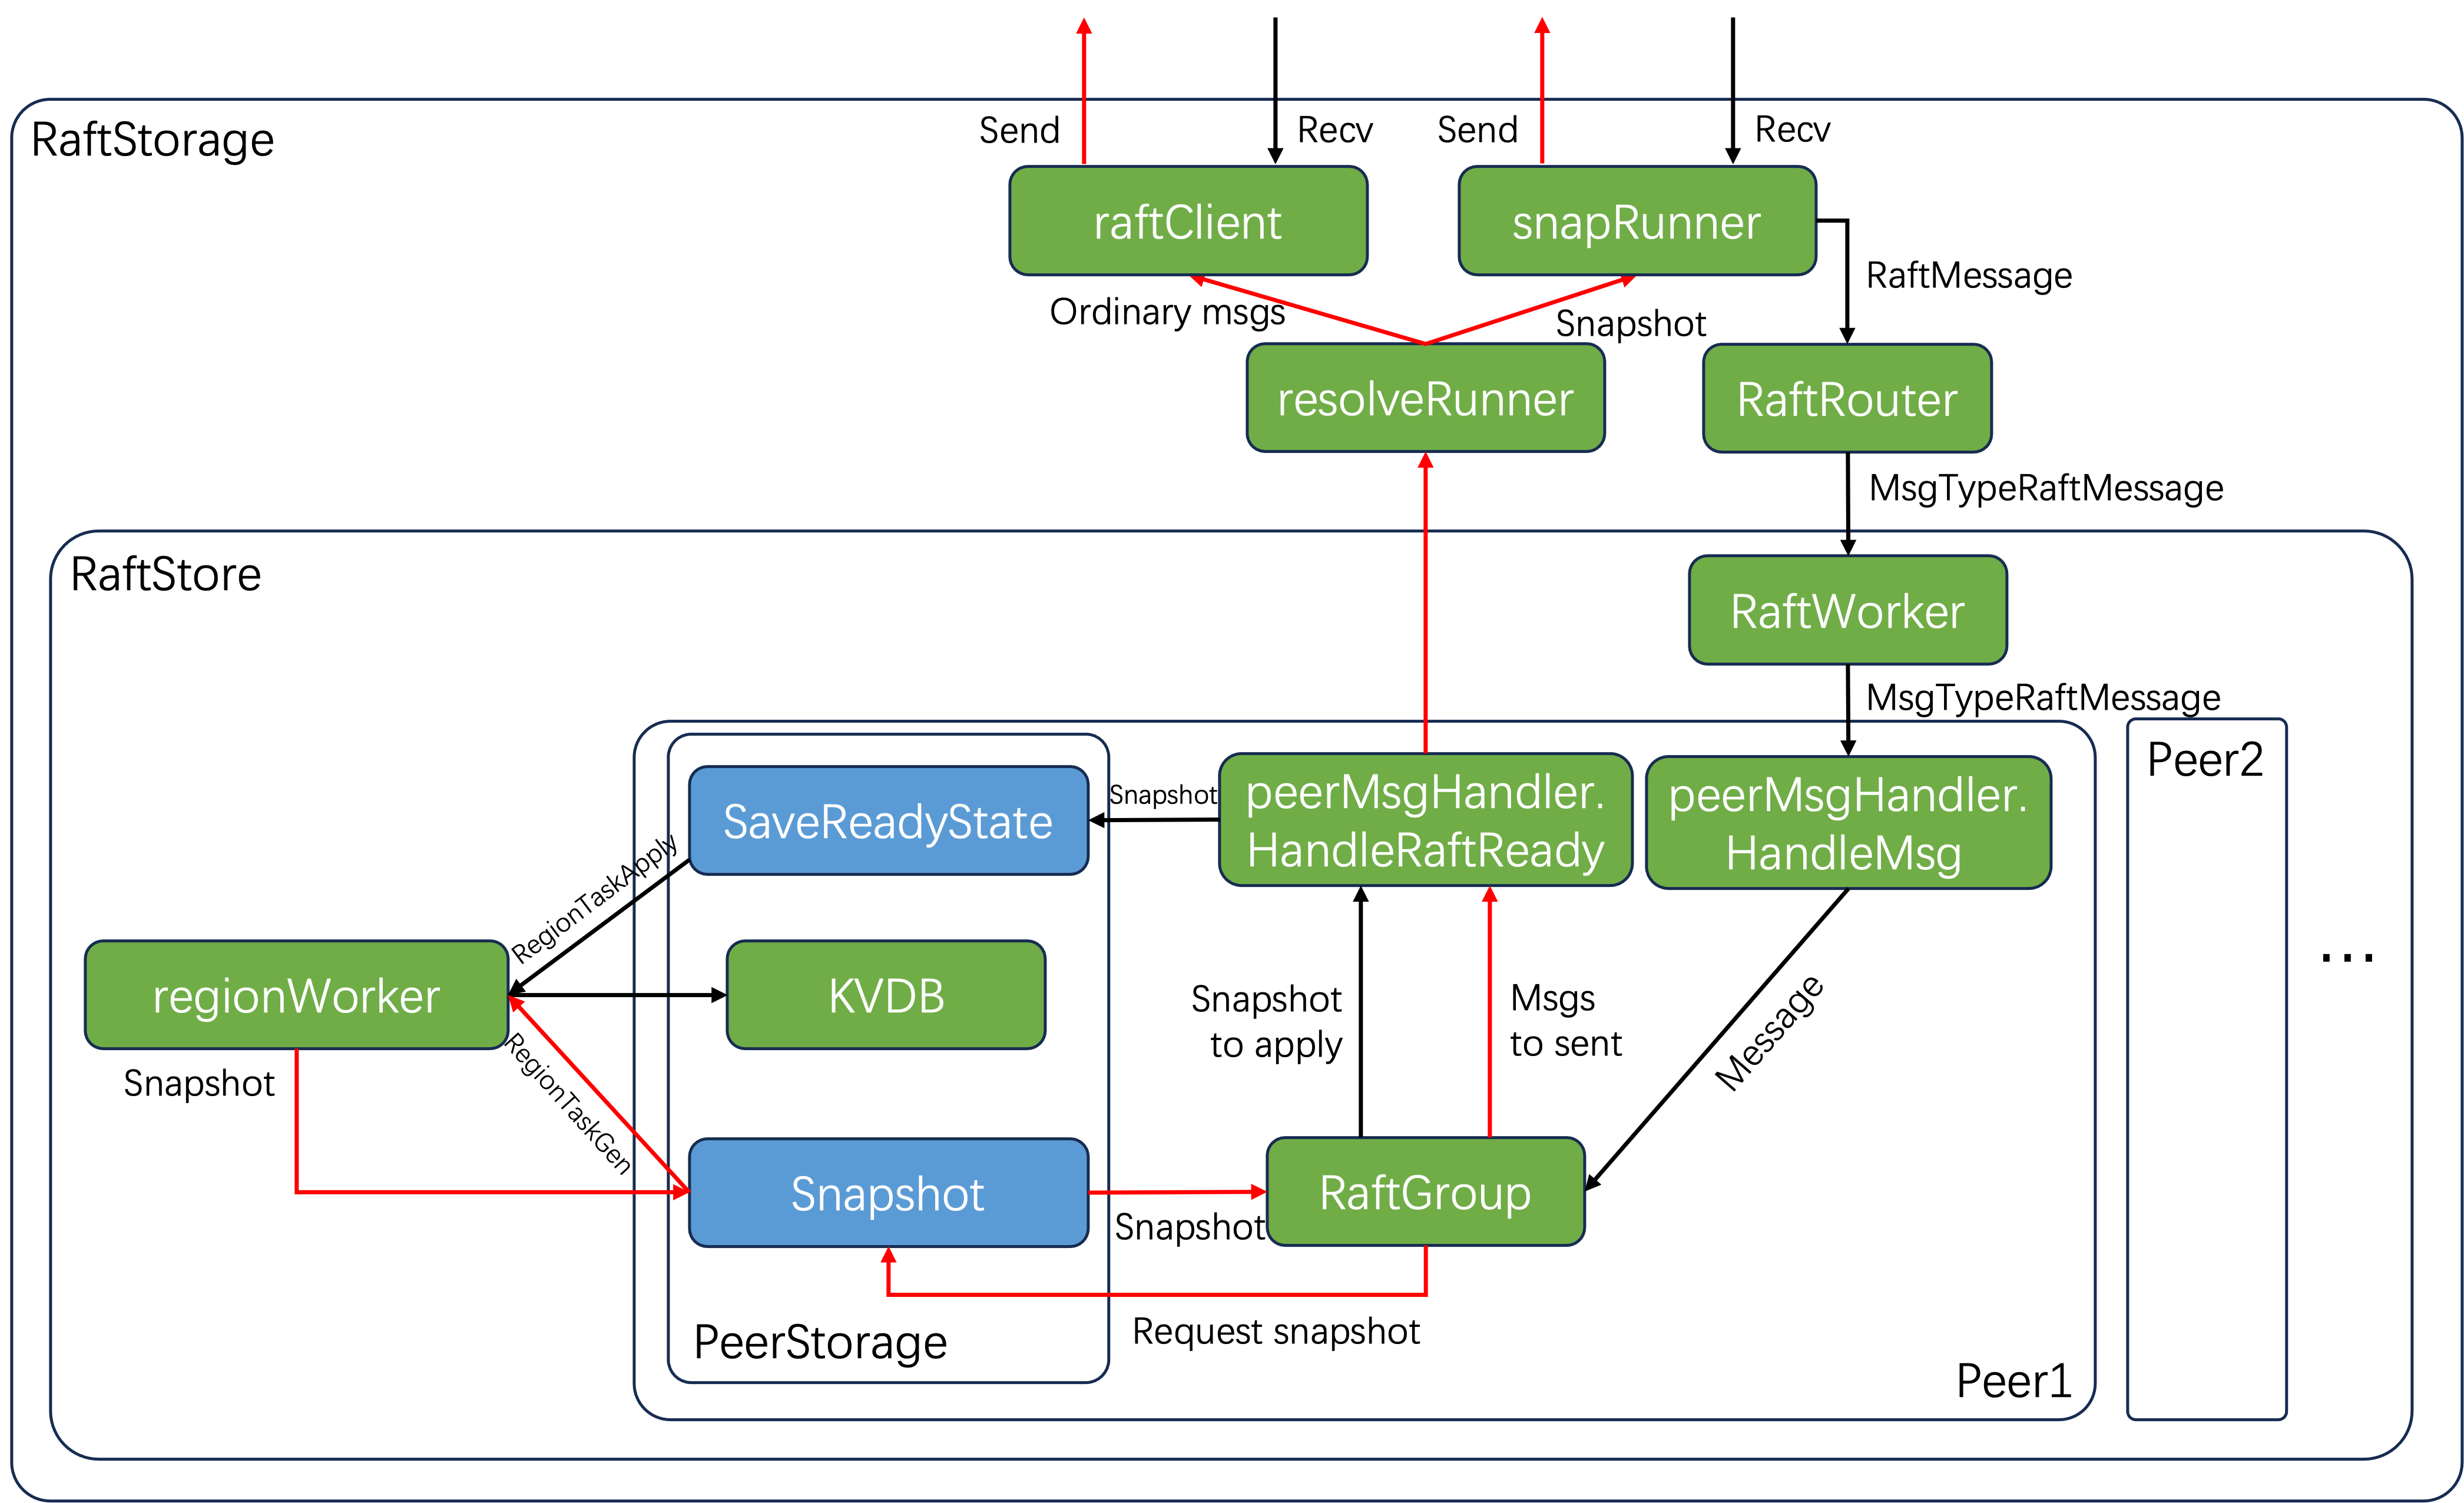 RaftStorage
Send
Recv
Send
Recv
raftClient
snapRunner
RaftMessage
Ordinary msgs
Snapshot
resolveRunner
RaftRouter
MsgTypeRaftMessage
RaftStore
RaftWorker
MsgTypeRaftMessage
Peer2
SaveReadyState
Snapshot
peerMsgHandler.
HandleRaftReady
peerMsgHandler.
HandleMsg
RegionTaskApply
regionWorker
KVDB
Snapshot
to apply
Msgs
to sent
Message
...
Snapshot
RegionTaskGen
Snapshot
Snapshot
RaftGroup
Request snapshot
PeerStorage
Peer1